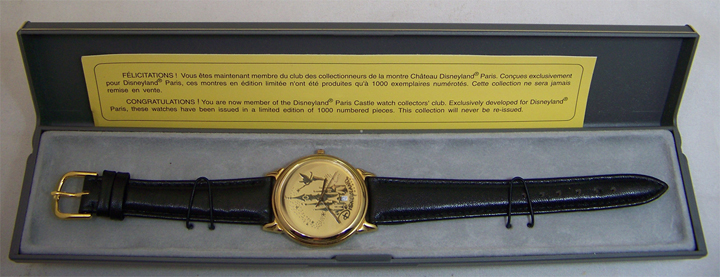 FÉLICITATIONS ! Vous êtes maintenant membre du club des collectionneurs de la montre Château Disneyland® Paris. Conçues exclusivement
pour Disneyland® Paris, ces montres en édition limitée n'ont été produites qu'à 1000 exemplaires numérotés. Cette collection ne sera jamais
remise en vente.
CONGRATULATIONS ! You are now member of the Disneyland® Paris Castle watch collectors' club. Exclusively developed for Disneyland®
Paris, these watches have been issued in a limited edition of 1000 numbered pieces. This collection will never be re-issued.